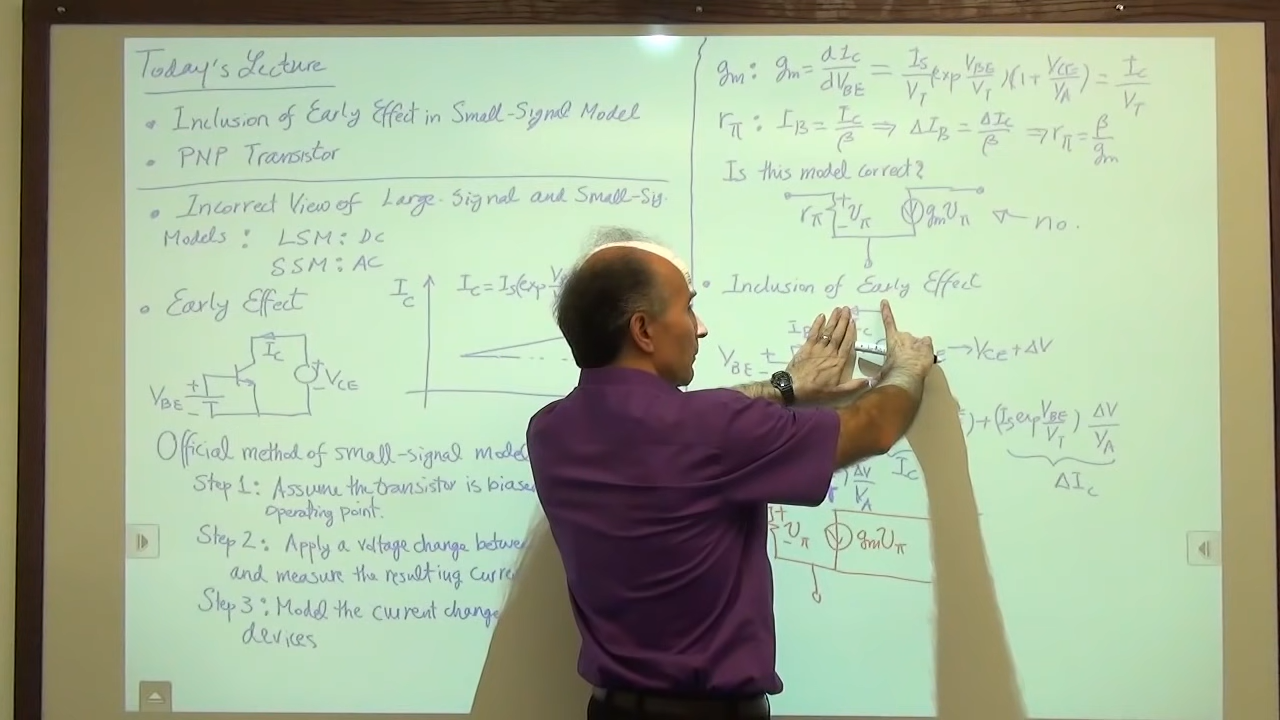 Today's Lecture
• Inclusion of Early Effect in Small-Signal Model
• PNP Transistor
• Incorrect View of Large-Signal and Small-Sig.
Models: LSM: DC
SSM: AC
• Early Effect
I_C
I_C = I_S(exp
I_C
V_BE + - + - V_CE
Official method of small-signal model
Step 1: Assume the transistor is biased
operating point.
Step 2: Apply a voltage change between
and measure the resulting curre
Step 3: Model the current change
devices
g_m: g_m = dI_C/dV_BE = I_S/V_T (exp V_BE/V_T)(1 + V_CE/V_A) = I_C/V_T
r_π: I_B = I_C/β ⇒ ΔI_B = ΔI_C/β ⇒ r_π = β/g_m
Is this model correct?
r_π + - v_π g_m v_π ← no.
• Inclusion of Early Effect
V_BE + - → V_CE + ΔV
) + (I_S exp V_BE/V_T) ΔV/V_A
I_C ΔI_C
) ΔV/V_A
+ - v_π g_m v_π